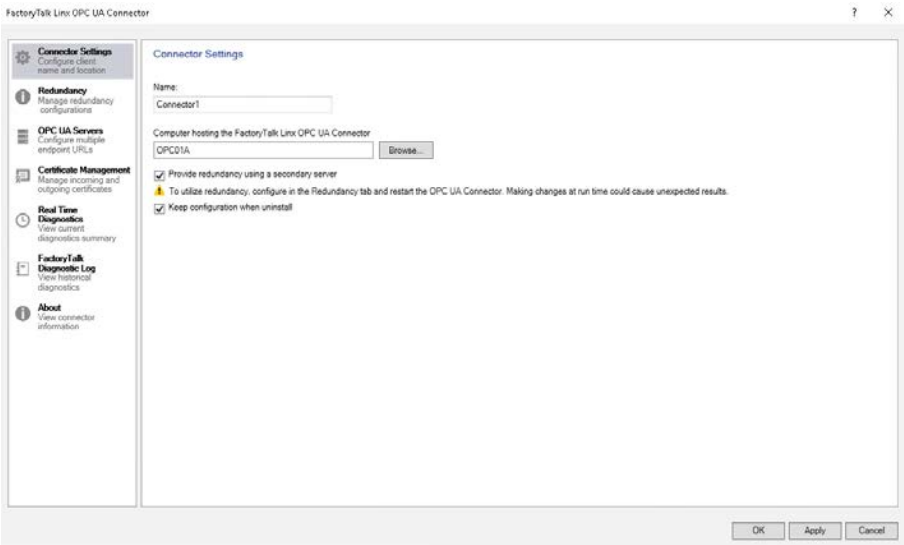 FactoryTalk Linx OPC UA Connector
?
Connector Settings
Configure client
name and location
Redundancy
Manage redundancy
configurations
OPC UA Servers
Configure multiple
endpoint URLs
Certificate Management
Manage incoming and
outgoing certificates
Real Time
Diagnostics
View current
diagnostics summary
FactoryTalk
Diagnostic Log
View historical
diagnostics
About
View connector
information
Connector Settings
Name:
Connector1
Computer hosting the FactoryTalk Linx OPC UA Connector
OPC01A
Browse...
Provide redundancy using a secondary server
To utilize redundancy, configure in the Redundancy tab and restart the OPC UA Connector. Making changes at run time could cause unexpected results.
Keep configuration when uninstall
OK
Apply
Cancel